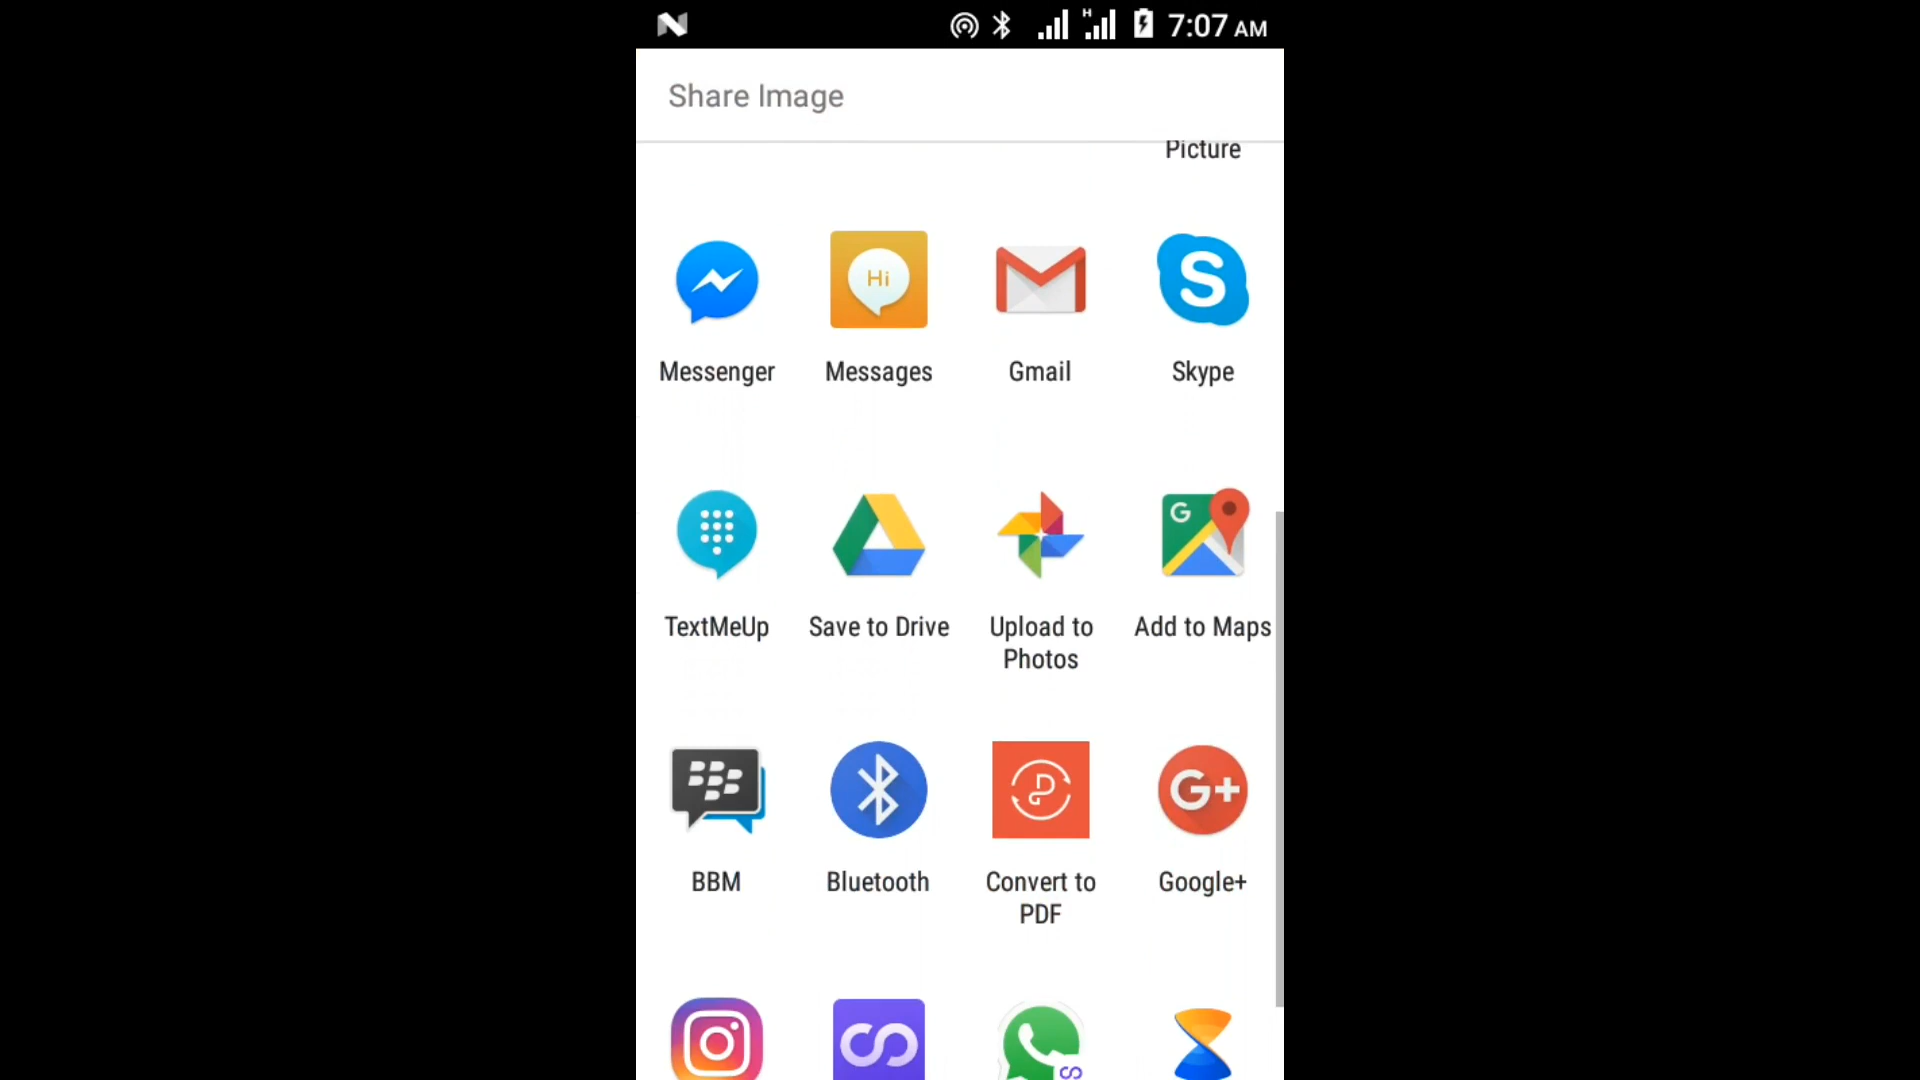 7:07 AM
Share Image
Picture
Hi
Messenger Messages Gmail Skype
G
TextMeUp Save to Drive Upload to Photos Add to Maps
G+
BBM Bluetooth Convert to PDF Google+